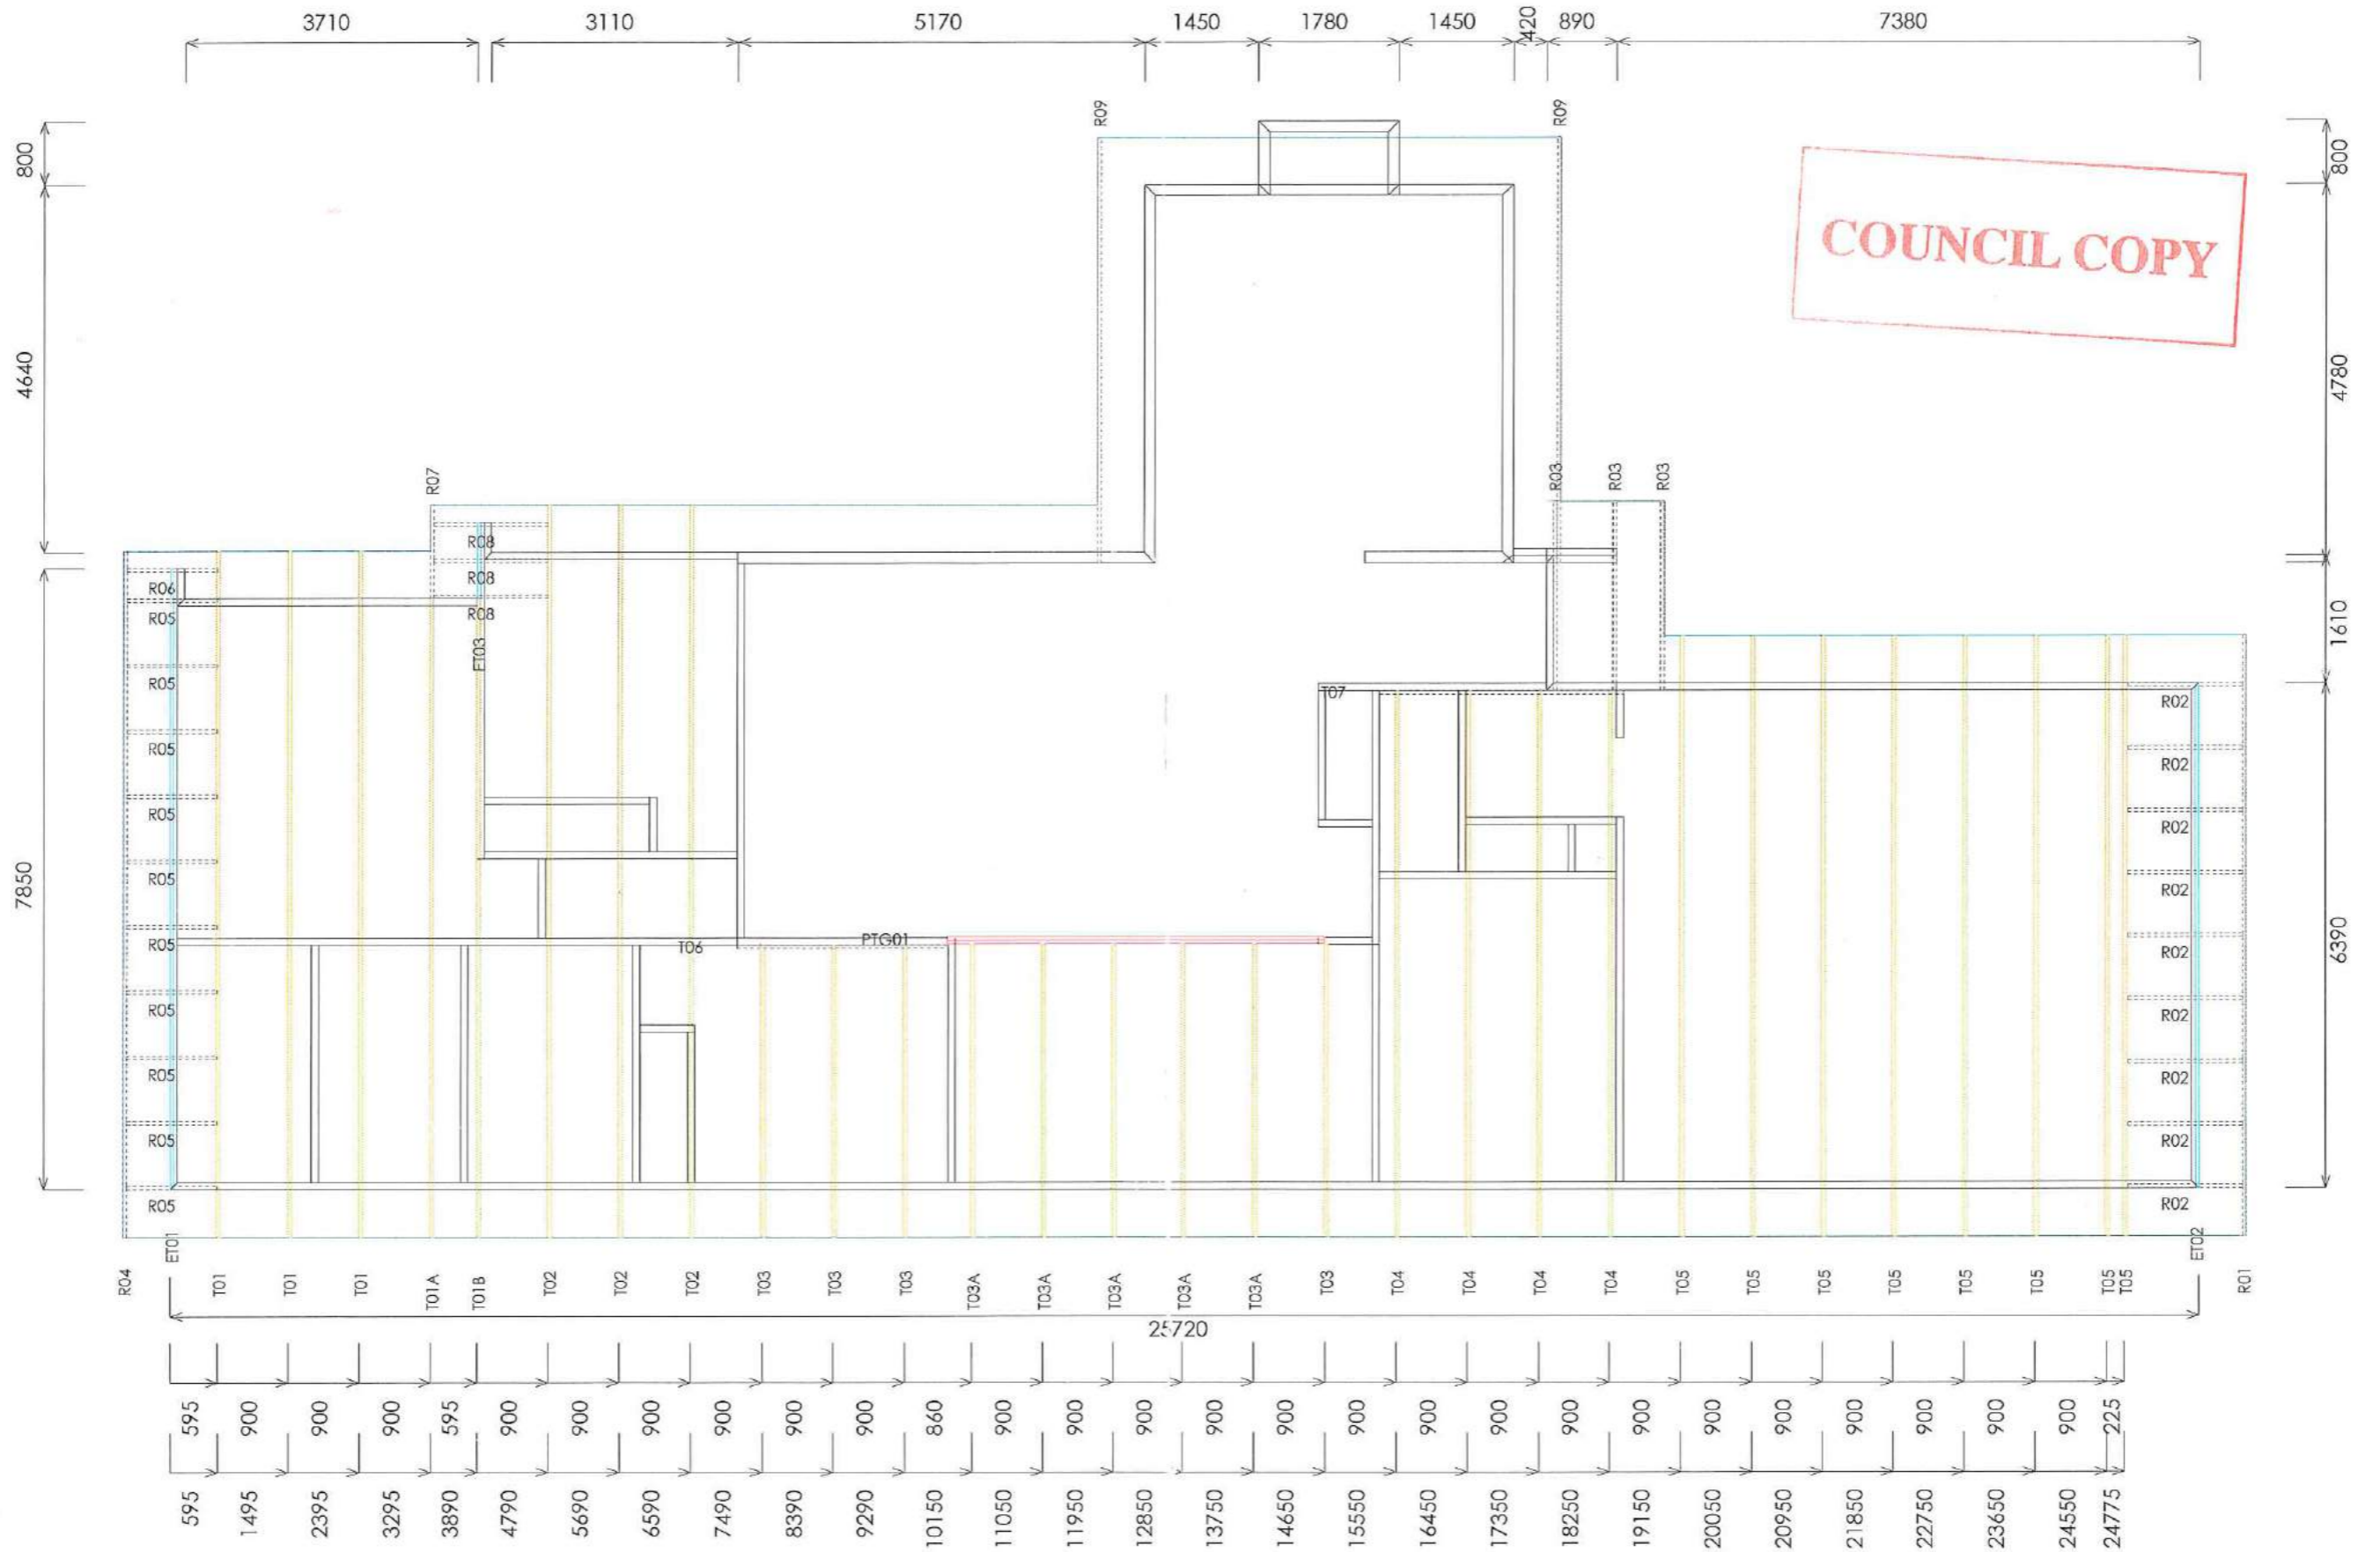 3710 3110 5170 1450 1780 1450 420 890 7380
R09 R09
800 800
COUNCIL COPY
4640 4780
R07 R03 R03 R03
R08
R06 R08
R05 R08 1610
ET03
R05 T07 R02
R05 R02
R05 R02
7850 R05 R02
R05 T06 PTG01 R02 6390
R05 R02
R05 R02
R05 R02
R05 R02
ET01 ET02
R04 T01 T01 T01 T01A T01B T02 T02 T02 T03 T03 T03 T03A T03A T03A T03A T03A T03 T04 T04 T04 T04 T05 T05 T05 T05 T05 T05 T05 T05 R01
25720
595 900 900 900 595 900 900 900 900 900 900 860 900 900 900 900 900 900 900 900 900 900 900 900 900 900 900 225
595 1495 2395 3295 3890 4790 5690 6590 7490 8390 9290 10150 11050 11950 12850 13750 14650 15550 16450 17350 18250 19150 20050 20950 21850 22750 23650 24550 24775